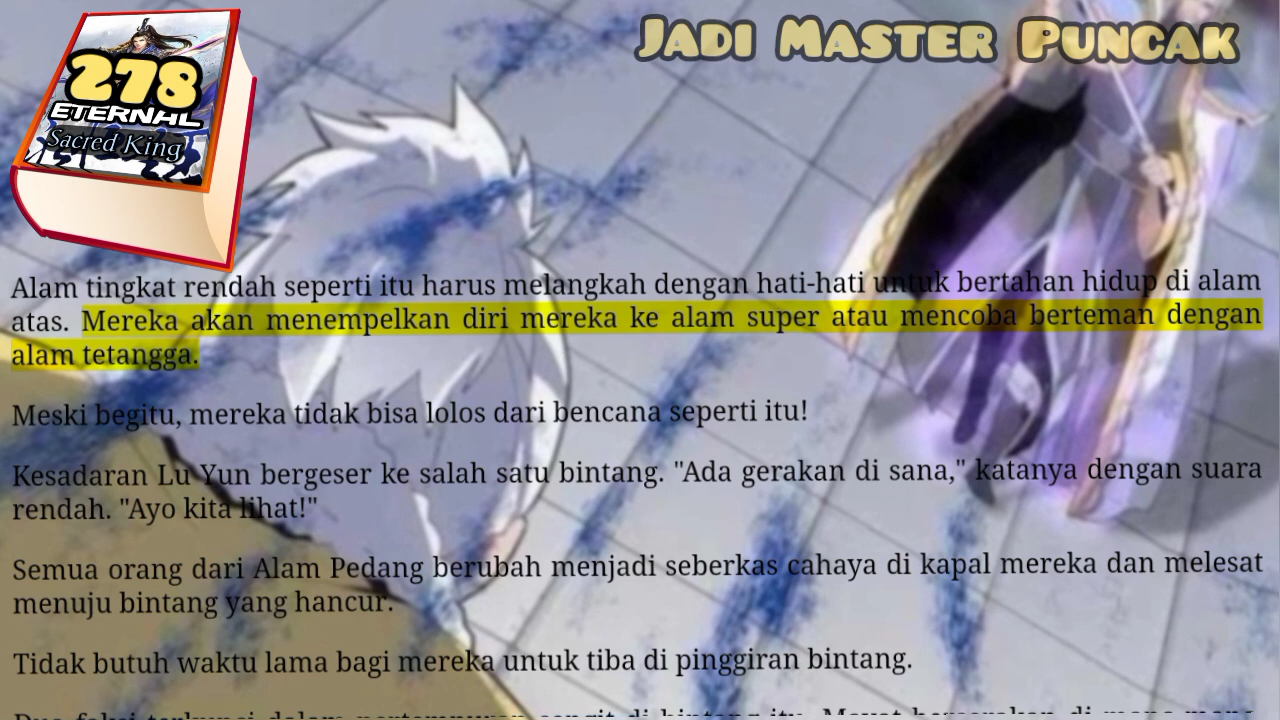 Jadi Master Puncak
278
ETERNAL
Sacred King
Alam tingkat rendah seperti itu harus melangkah dengan hati-hati untuk bertahan hidup di alam
atas. Mereka akan menempelkan diri mereka ke alam super atau mencoba berteman dengan
alam tetangga.
Meski begitu, mereka tidak bisa lolos dari bencana seperti itu!
Kesadaran Lu Yun bergeser ke salah satu bintang. "Ada gerakan di sana," katanya dengan suara
rendah. "Ayo kita lihat!"
Semua orang dari Alam Pedang berubah menjadi seberkas cahaya di kapal mereka dan melesat
menuju bintang yang hancur.
Tidak butuh waktu lama bagi mereka untuk tiba di pinggiran bintang.